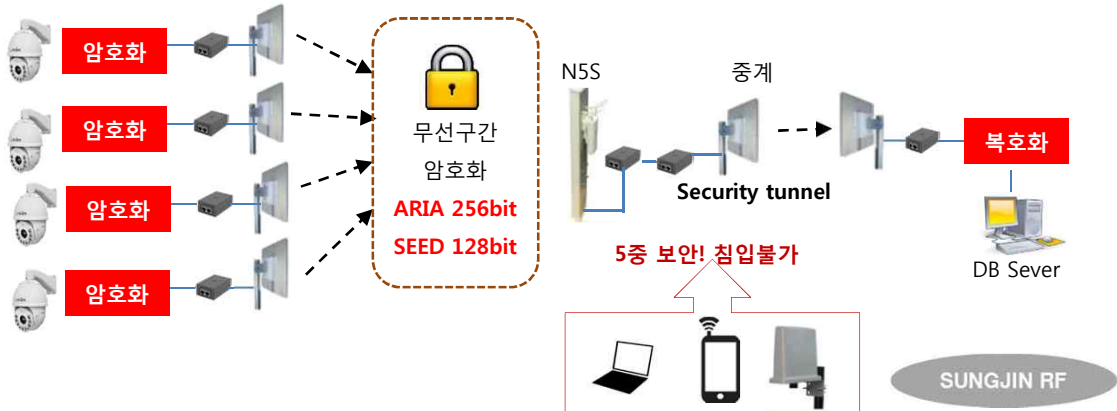 암호화
암호화
암호화
암호화
무선구간
암호화
ARIA 256bit
SEED 128bit
N5S
중계
Security tunnel
복호화
DB Sever
5중 보안! 침입불가
SUNGJIN RF